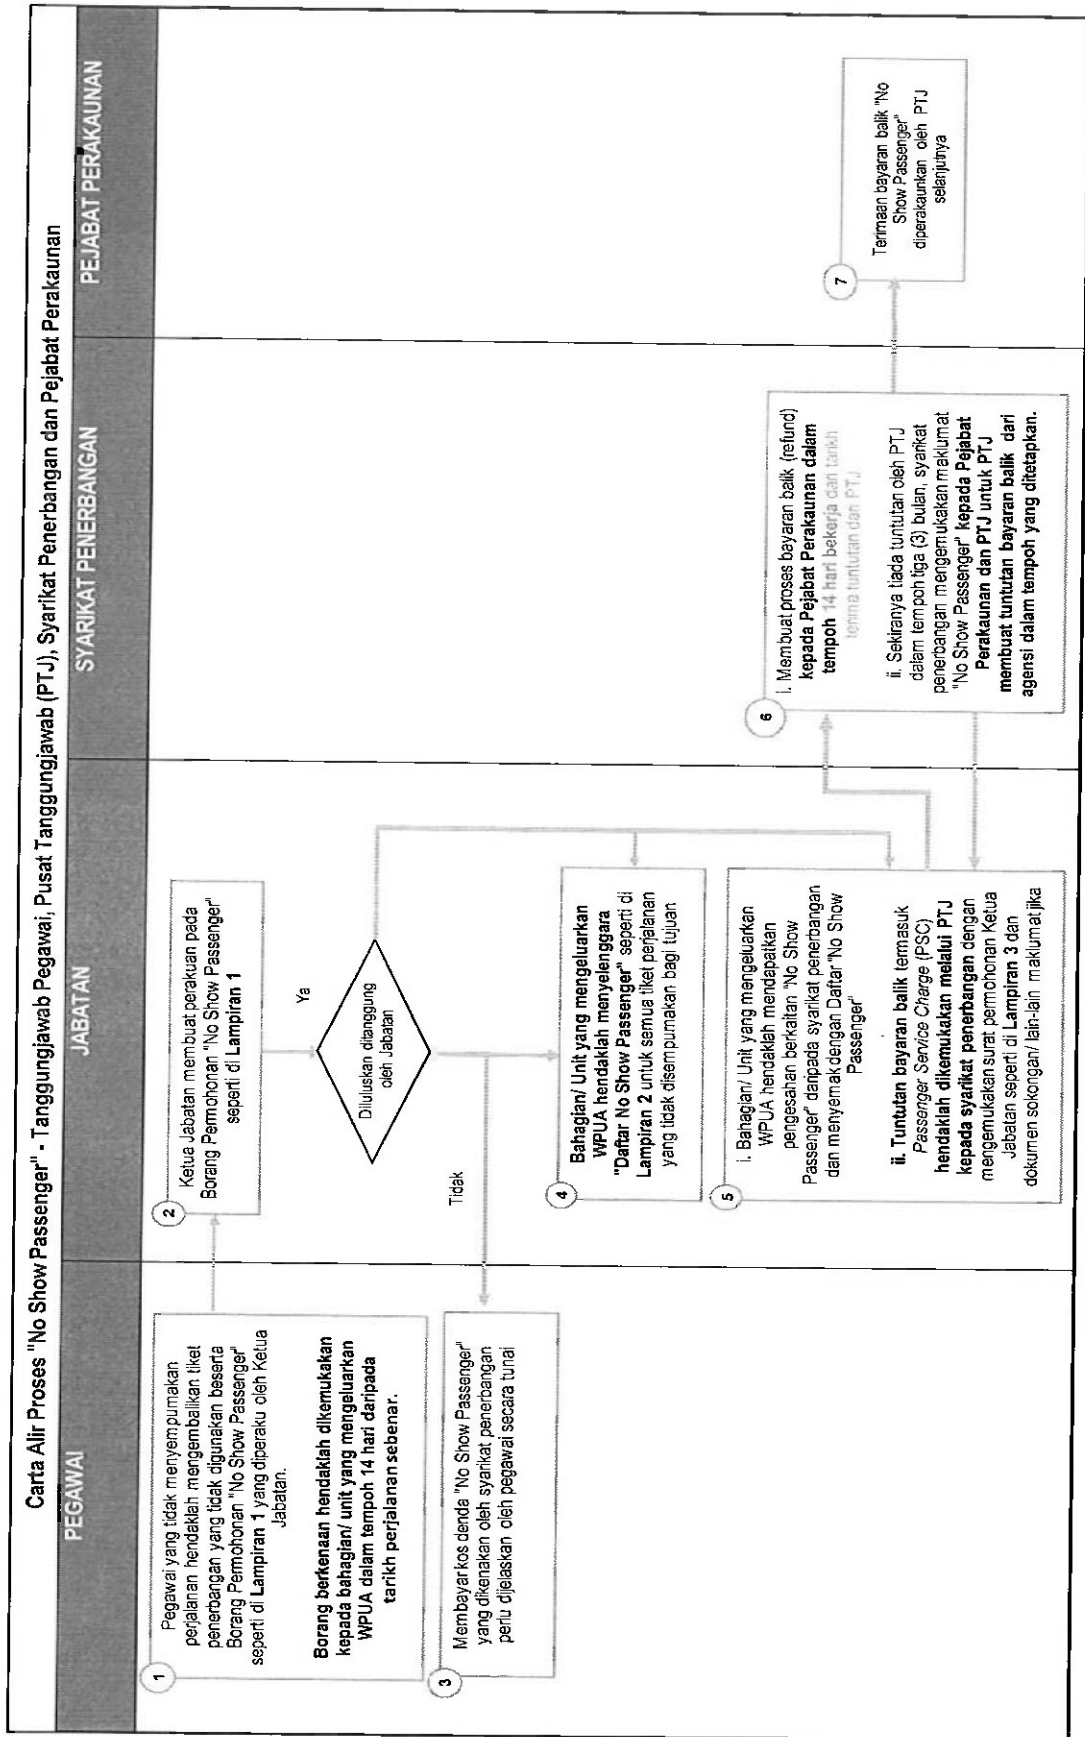 Carta Alir Proses "No Show Passenger" - Tanggungjawab Pegawai, Pusat Tanggungjawab (PTJ), Syarikat Penerbangan dan Pejabat Perakunan
PEGAWAI
JABATAN
SYARIKAT PENERBANGAN
PEJABAT PERAKAUNAN
1
Pegawai yang tidak menyempumakan
perjalanan hendaklah mengembalikan tiket
penerbangan yang tidak digunakan beserta
Borang Permohonan "No Show Passenger"
seperti di Lampiran 1 yang diperaku oleh Ketua
Jabatan.
Borang berkenaan hendaklah dikemukakan
kepada bahagian/ unit yang mengeluarkan
WPUA dalam tempoh 14 hari daripada
tarikh perjalanan sebenar.
2
Ketua Jabatan membuat perakuan pada
Borang Permohonan "No Show Passenger"
seperti di Lampiran 1
Diluluskan ditanggung
oleh Jabatan
Ya
Tidak
3
Membayar kos denda "No Show Passenger"
yang dikenakan oleh syarikat penerbangan
perlu dijelaskan oleh pegawai secara tunai
4
Bahagian/ Unit yang mengeluarkan
WPUA hendaklah menyelenggara
"Daftar No Show Passenger" seperti di
Lampiran 2 untuk semua tiket perjalanan
yang tidak disempumakan bagi tujuan
5
i. Bahagian/ Unit yang mengeluarkan
WPUA hendaklah mendapatkan
pengesahan berkaitan "No Show
Passenger" daripada syarikat penerbangan
dan menyemak dengan Daftar "No Show
Passenger"
ii. Tuntutan bayaran balik termasuk
Passenger Service Charge (PSC)
hendaklah dikemukakan melalui PTJ
kepada syarikat penerbangan dengan
mengemukakan surat permohonan Ketua
Jabatan seperti di Lampiran 3 dan
dokumen sokongan/ lain-lain maklumat jika
6
i. Membuat proses bayaran balik (refund)
kepada Pejabat Perakaunan dalam
tempoh 14 hari bekerja dari tarikh
terima tuntutan dari PTJ
ii. Sekiranya tiada tuntutan oleh PTJ
dalam tempoh tiga (3) bulan, syarikat
penerbangan mengemukakan maklumat
"No Show Passenger" kepada Pejabat
Perakaunan dan PTJ untuk PTJ
membuat tuntutan bayaran balik dari
agensi dalam tempoh yang ditetapkan.
7
Terimaan bayaran balik "No
Show Passenger"
diperakaunkan oleh PTJ
selanjutnya